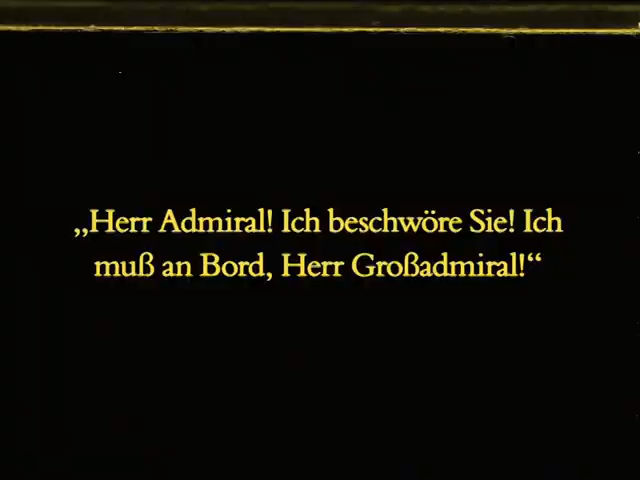 „Herr Admiral! Ich beschwöre Sie! Ich
muß an Bord, Herr Großadmiral!“